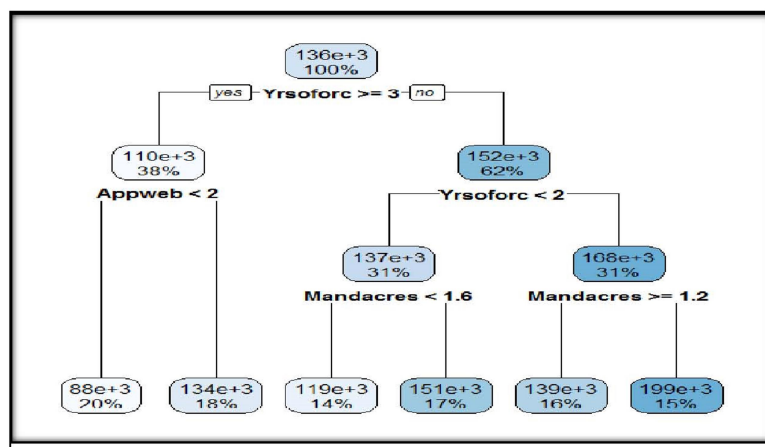 136e+3
100%
yes Yrsoforc >= 3 no
110e+3
38%
152e+3
62%
Appweb < 2
Yrsoforc < 2
137e+3
31%
168e+3
31%
Mandacres < 1.6
Mandacres >= 1.2
88e+3
20%
134e+3
18%
119e+3
14%
151e+3
17%
139e+3
16%
199e+3
15%